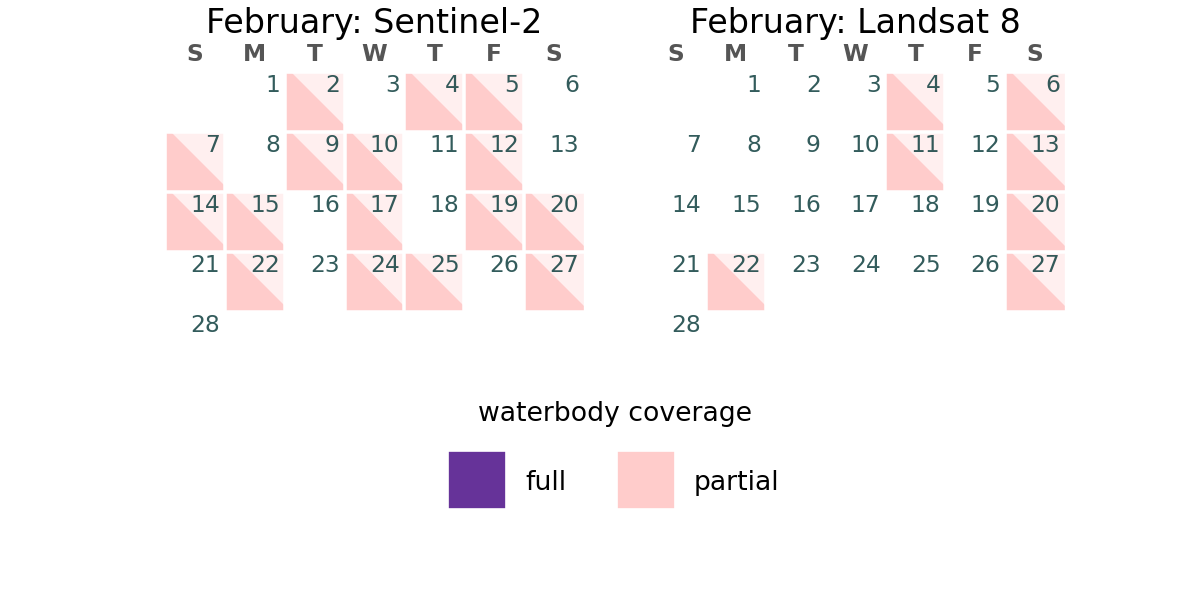 February: Sentinel-2
S M T W T F S
1 2 3 4 5 6
7 8 9 10 11 12 13
14 15 16 17 18 19 20
21 22 23 24 25 26 27
28
February: Landsat 8
S M T W T F S
1 2 3 4 5 6
7 8 9 10 11 12 13
14 15 16 17 18 19 20
21 22 23 24 25 26 27
28
waterbody coverage
full
partial